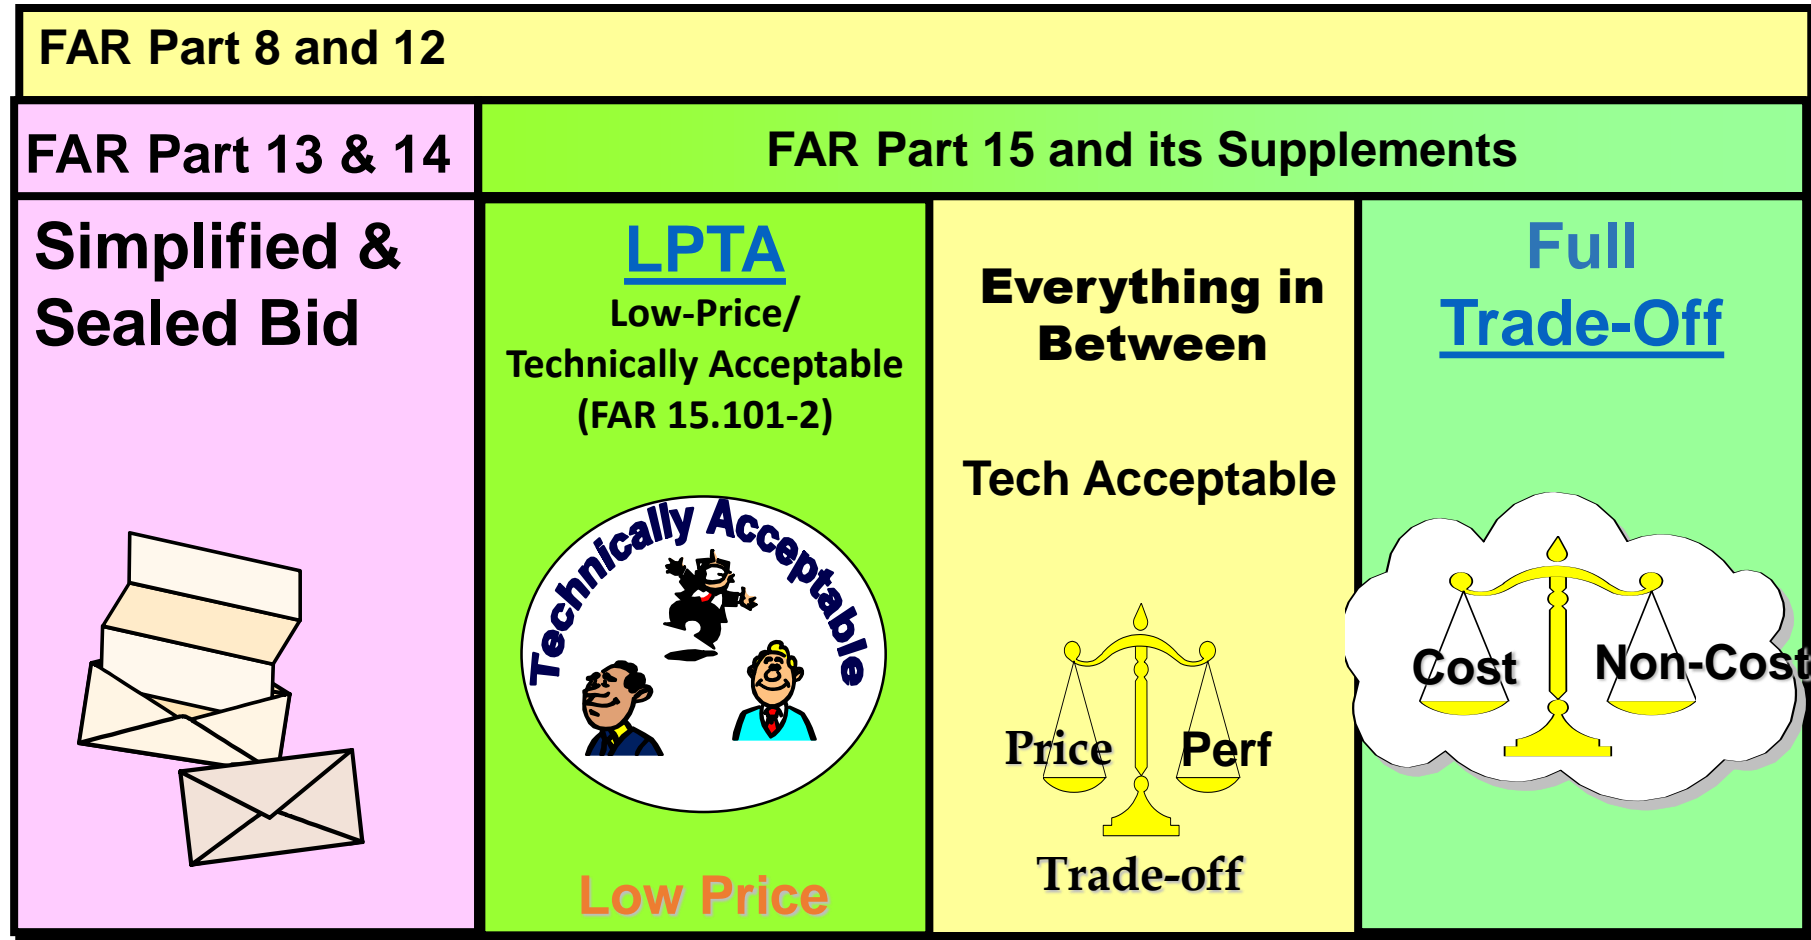 FAR Part 8 and 12
FAR Part 13 & 14
FAR Part 15 and its Supplements
Simplified &
Sealed Bid
LPTA
Low-Price/
Technically Acceptable
(FAR 15.101-2)
Technically Acceptable
Low Price
Everything in
Between
Tech Acceptable
Price
Perf
Trade-off
Full
Trade-Off
Cost
Non-Cost